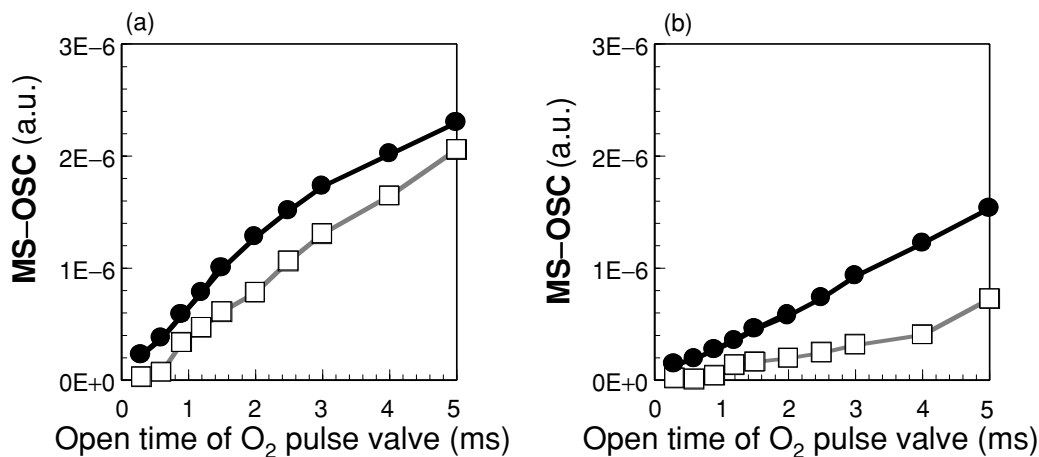 (a)
3E−6
2E−6
1E−6
0E+0
MS−OSC (a.u.)
0 1 2 3 4 5
Open time of O₂ pulse valve (ms)
(b)
3E−6
2E−6
1E−6
0E+0
MS−OSC (a.u.)
0 1 2 3 4 5
Open time of O₂ pulse valve (ms)